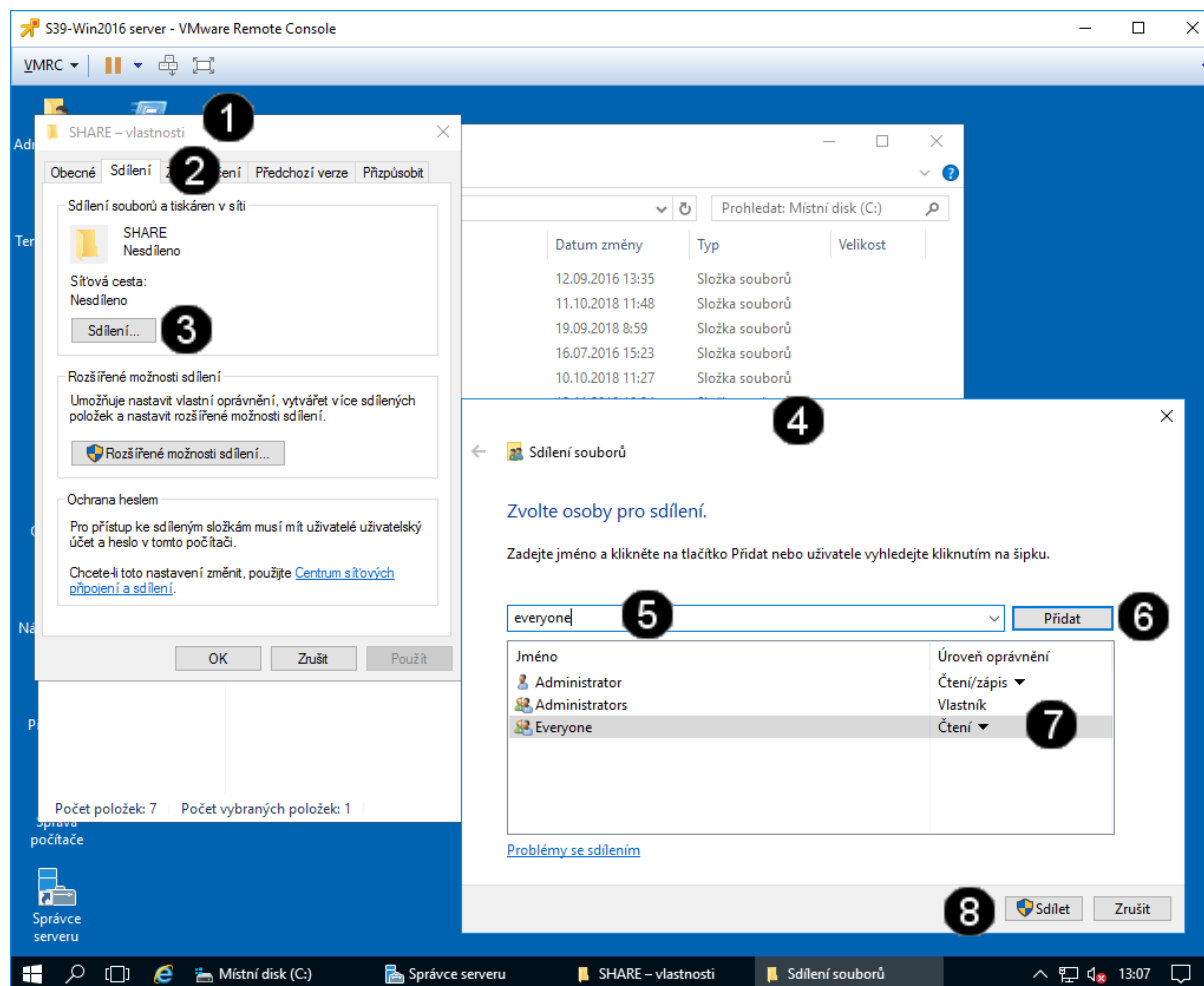 S39-Win2016 server - VMware Remote Console
VMRC
1
SHARE – vlastnosti
2
Obecné Sdílení Předchozí verze Přizpůsobit
Sdílení souborů a tiskáren v síti
SHARE
Nesdíleno
Síťová cesta:
Nesdíleno
Sdílení...
3
Rozšířené možnosti sdílení
Umožňuje nastavit vlastní oprávnění, vytvářet více sdílených
položek a nastavit rozšířené možnosti sdílení.
Rozšířené možnosti sdílení...
Ochrana heslem
Pro přístup ke sdíleným složkám musí mít uživatelé uživatelský
účet a heslo v tomto počítači.
Chcete-li toto nastavení změnit, použijte Centrum síťových
připojení a sdílení.
OK Zrušit Použít
Počet položek: 7 Počet vybraných položek: 1
Prohledat: Místní disk (C:)
Datum změny Typ Velikost
12.09.2016 13:35 Složka souborů
11.10.2018 11:48 Složka souborů
19.09.2018 8:59 Složka souborů
16.07.2016 15:23 Složka souborů
10.10.2018 11:27 Složka souborů
4
Sdílení souborů
Zvolte osoby pro sdílení.
Zadejte jméno a klikněte na tlačítko Přidat nebo uživatele vyhledejte kliknutím na šipku.
everyone 5 Přidat 6
Jméno Úroveň oprávnění
Administrator Čtení/zápis
Administrators Vlastník
Everyone Čtení 7
Problémy se sdílením
8 Sdílet Zrušit
počítače
Správce
serveru
Místní disk (C:) Správce serveru SHARE – vlastnosti Sdílení souborů 13:07